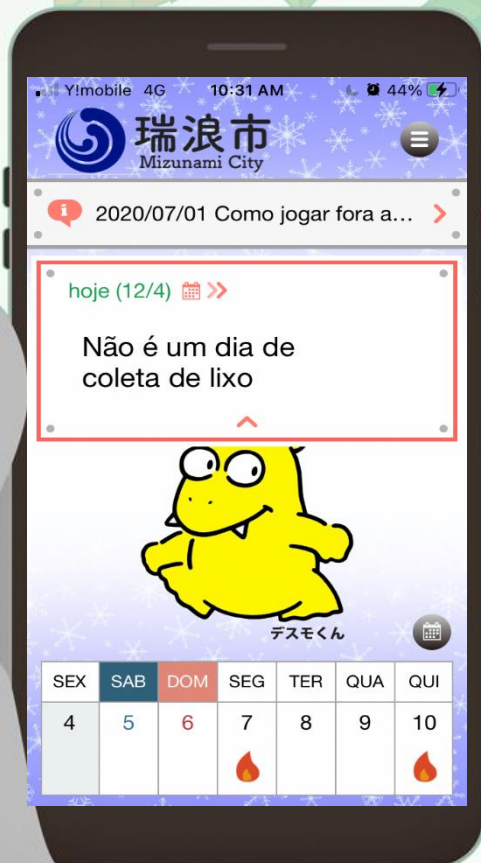 Y!mobile 4G 10:31 AM 44%
瑞浪市
Mizunami City
2020/07/01 Como jogar fora a...
hoje (12/4)
Não é um dia de
coleta de lixo
デスモくん
SEX SAB DOM SEG TER QUA QUI
4 5 6 7 8 9 10